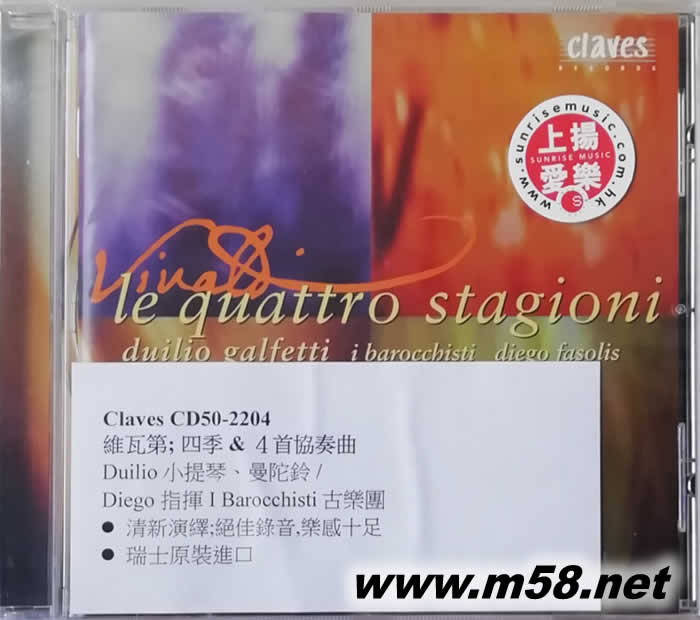 claves
RECORDS
www.sunrisemusic.com.hk
上揚
SUNRISE MUSIC
愛樂
S
Vivaldi
le quattro stagioni
duilio galfetti i barocchisti diego fasolis
Claves CD50-2204
維瓦第; 四季 & 4首協奏曲
Duilio 小提琴、曼陀鈴 /
Diego 指揮 I Barocchisti 古樂團
● 清新演繹;絕佳錄音,樂感十足
● 瑞士原裝進口
www.m58.net